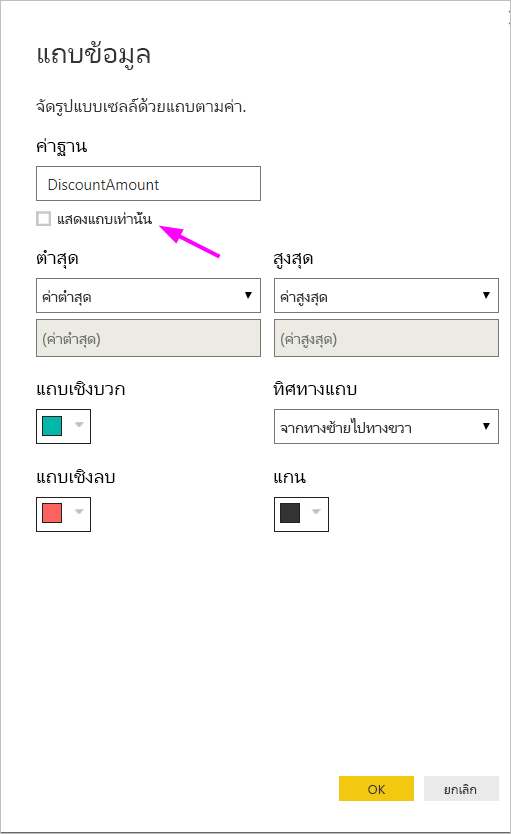 แถบข้อมูล
จัดรูปแบบเซลล์ด้วยแถบตามค่า.
ค่าฐาน
DiscountAmount
แสดงแถบเท่านั้น
ต่ำสุด สูงสุด
ค่าต่ำสุด ค่าสูงสุด
(ค่าต่ำสุด) (ค่าสูงสุด)
แถบเชิงบวก ทิศทางแถบ
จากทางซ้ายไปทางขวา
แถบเชิงลบ แกน
OK ยกเลิก